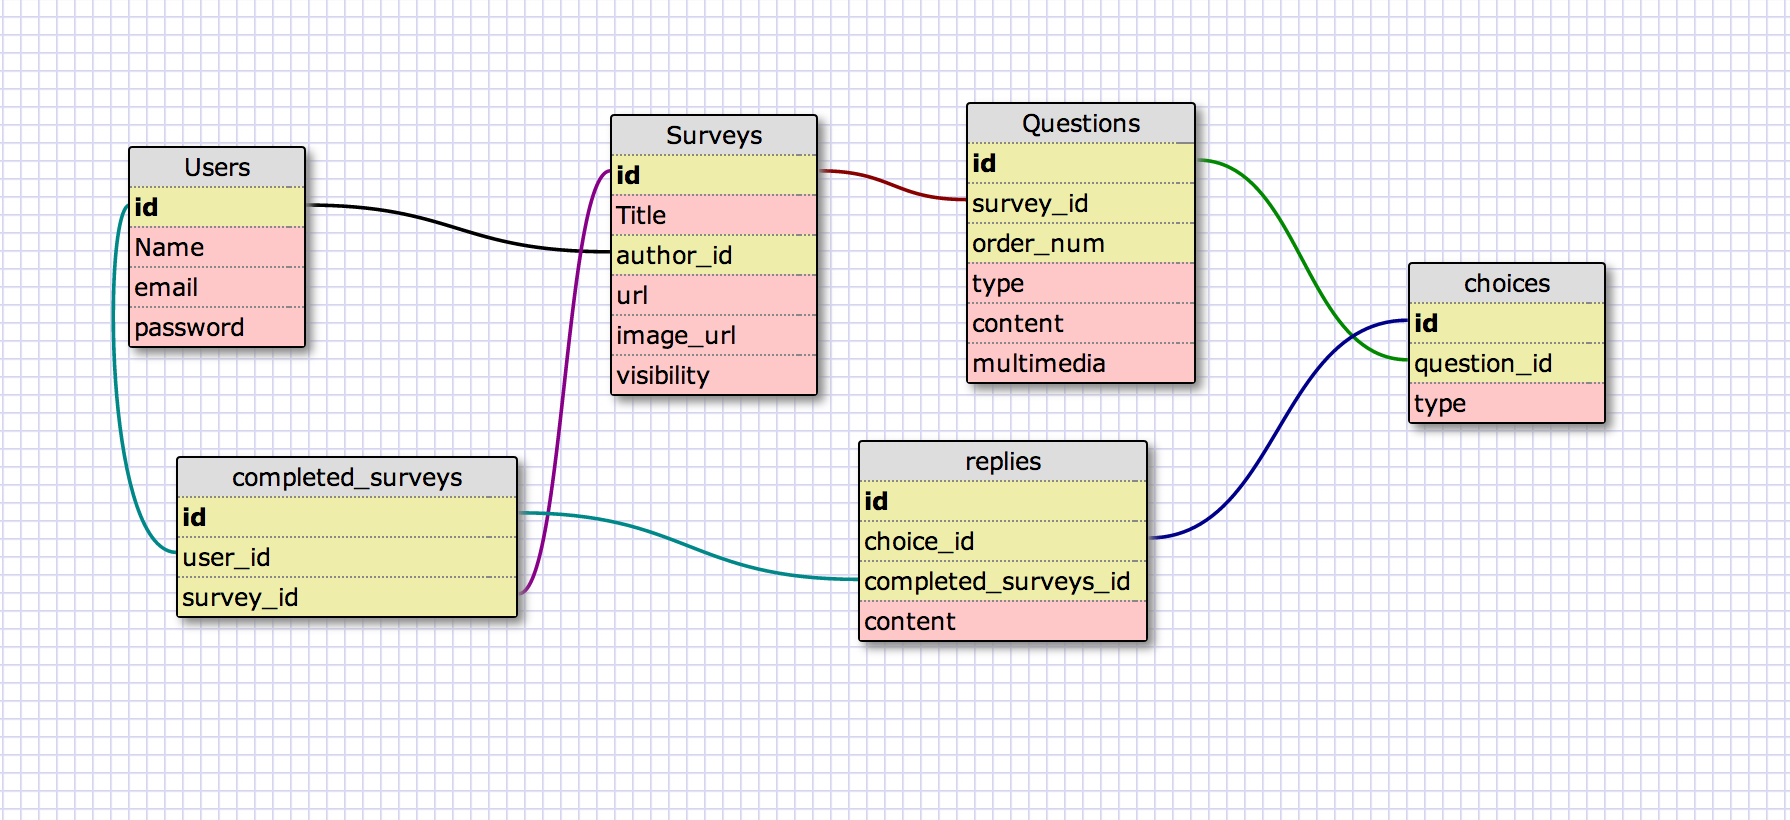 Users
id
Name
email
password
Surveys
id
Title
author_id
url
image_url
visibility
Questions
id
survey_id
order_num
type
content
multimedia
choices
id
question_id
type
completed_surveys
id
user_id
survey_id
replies
id
choice_id
completed_surveys_id
content